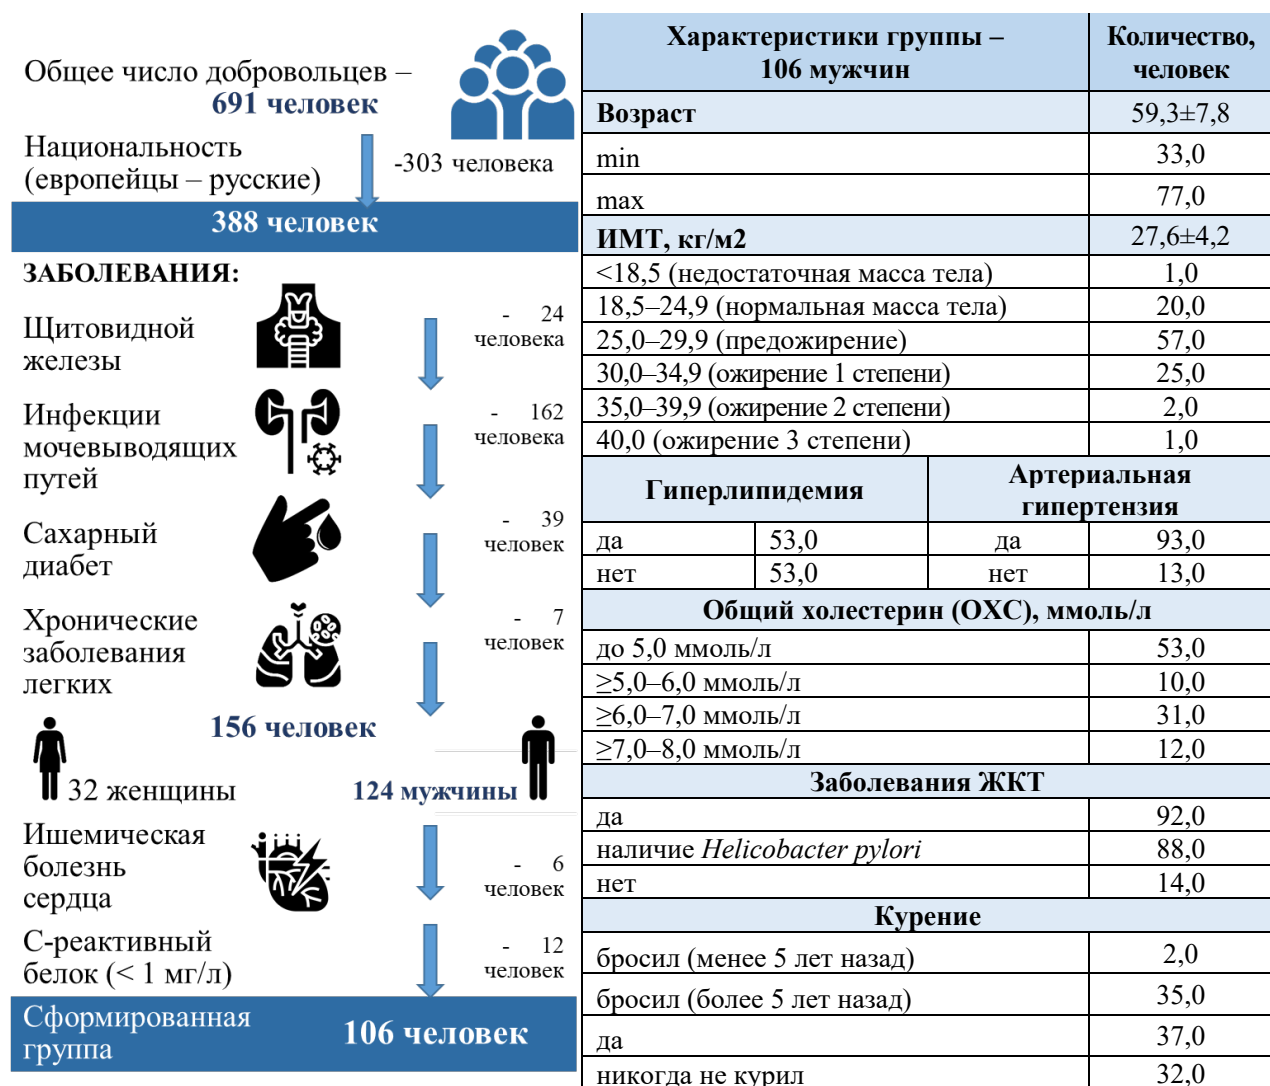 Общее число добровольцев –
691 человек
Национальность
(европейцы – русские)
-303 человека
388 человек
ЗАБОЛЕВАНИЯ:
Щитовидной
железы
- 24
человека
Инфекции
мочевыводящих
путей
- 162
человека
Сахарный
диабет
- 39
человек
Хронические
заболевания
легких
- 7
человек
156 человек
32 женщины
124 мужчины
Ишемическая
болезнь
сердца
- 6
человек
С-реактивный
белок (< 1 мг/л)
- 12
человек
Сформированная
группа
106 человек
Характеристики группы –
106 мужчин
Количество,
человек
Возраст 59,3±7,8
min 33,0
max 77,0
ИМТ, кг/м2 27,6±4,2
<18,5 (недостаточная масса тела) 1,0
18,5–24,9 (нормальная масса тела) 20,0
25,0–29,9 (предожирение) 57,0
30,0–34,9 (ожирение 1 степени) 25,0
35,0–39,9 (ожирение 2 степени) 2,0
40,0 (ожирение 3 степени) 1,0
Гиперлипидемия
Артериальная
гипертензия
да 53,0 да 93,0
нет 53,0 нет 13,0
Общий холестерин (ОХС), ммоль/л
до 5,0 ммоль/л 53,0
≥5,0–6,0 ммоль/л 10,0
≥6,0–7,0 ммоль/л 31,0
≥7,0–8,0 ммоль/л 12,0
Заболевания ЖКТ
да 92,0
наличие Helicobacter pylori 88,0
нет 14,0
Курение
бросил (менее 5 лет назад) 2,0
бросил (более 5 лет назад) 35,0
да 37,0
никогда не курил 32,0